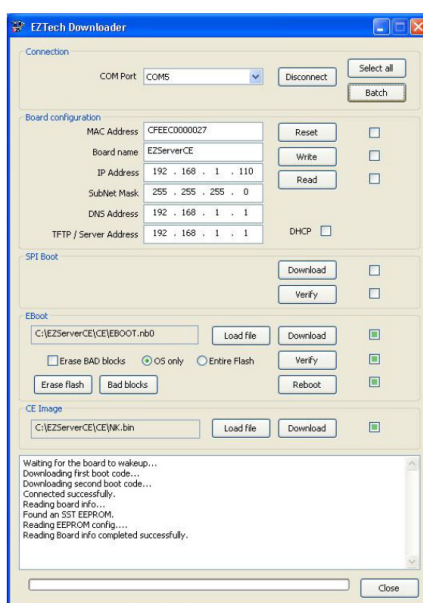 EZTech Downloader
Connection
COM Port COM5 Disconnect Select all
Batch
Board configuration
MAC Address CFEEC0000027 Reset
Board name EZServerCE Write
IP Address 192 . 168 . 1 . 110 Read
SubNet Mask 255 . 255 . 255 . 0
DNS Address 192 . 168 . 1 . 1
TFTP / Server Address 192 . 168 . 1 . 1 DHCP
SPI Boot
Download
Verify
EBoot
C:\EZServerCE\CE\EBOOT.nb0 Load file Download
Erase BAD blocks OS only Entire Flash Verify
Erase flash Bad blocks Reboot
CE Image
C:\EZServerCE\CE\NK.bin Load file Download
Waiting for the board to wakeup...
Downloading first boot code...
Downloading second boot code...
Connected successfully.
Reading board info...
Found an SST EEPROM.
Reading EEPROM config....
Reading Board info completed successfully.
Close